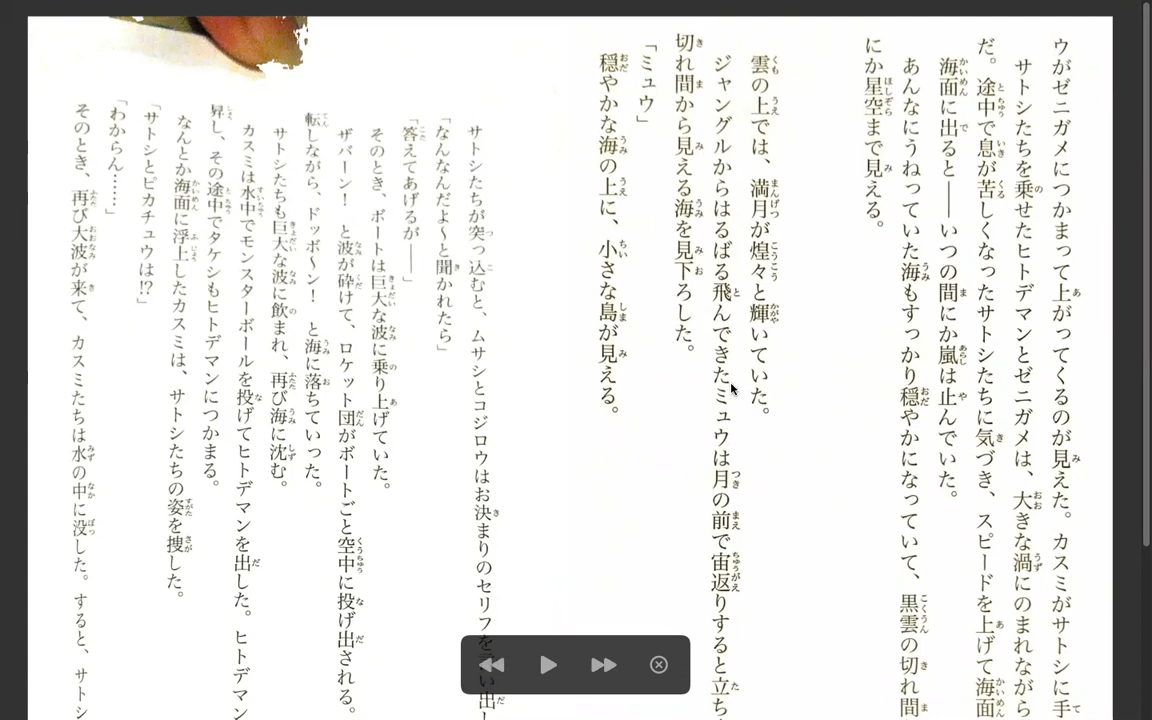 ウがゼニガメにつかまって上がってくるのが見えた。カスミがサトシに手
サトシたちを乗せたヒトデマンとゼニガメは、大きな渦にのまれながら
だ。途中で息が苦しくなったサトシたちに気づき、スピードを上げて海面
海面に出ると――いつの間にか嵐は止んでいた。
あんなにうねっていた海もすっかり穏やかになっていて、黒雲の切れ間
にか星空まで見える。
雲の上では、満月が煌々と輝いていた。
ジャングルからはるばる飛んできたミュウは月の前で宙返りすると立ち
切れ間から見える海を見下ろした。
「ミュウ」
穏やかな海の上に、小さな島が見える。
サトシたちが突っ込むと、ムサシとコジロウはお決まりのセリフを言い出し
「なんなんだよ〜と聞かれたら」
「答えてあげるが――」
そのとき、ボートは巨大な波に乗り上げていた。
ザバーン！　と波が砕けて、ロケット団がボートごと空中に投げ出される。
転しながら、ドッボ〜ン！　と海に落ちていった。
サトシたちも巨大な波に飲まれ、再び海に沈む。
カスミは水中でモンスターボールを投げてヒトデマンを出した。ヒトデマン
昇し、その途中でタケシもヒトデマンにつかまる。
なんとか海面に浮上したカスミは、サトシたちの姿を捜した。
「サトシとピカチュウは!?」
「わからん……」
そのとき、再び大波が来て、カスミたちは水の中に没した。すると、サトシ